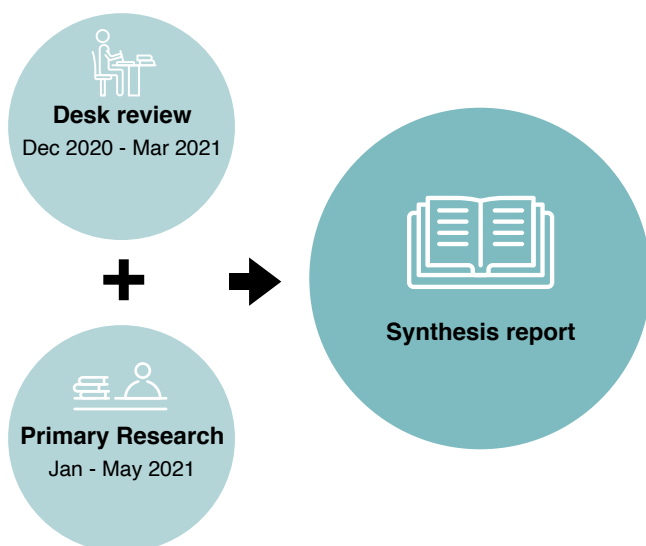 Desk review
Dec 2020 - Mar 2021
Synthesis report
Primary Research
Jan - May 2021